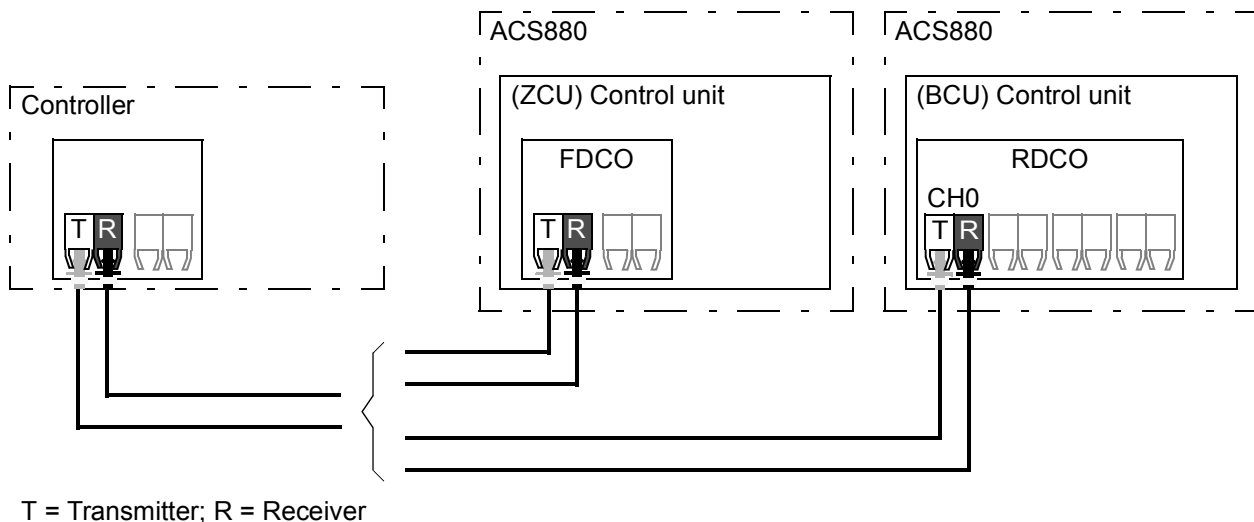 ACS880
ACS880
Controller
(ZCU) Control unit
(BCU) Control unit
FDCO
RDCO
CH0
T R
T R
T R
T = Transmitter; R = Receiver